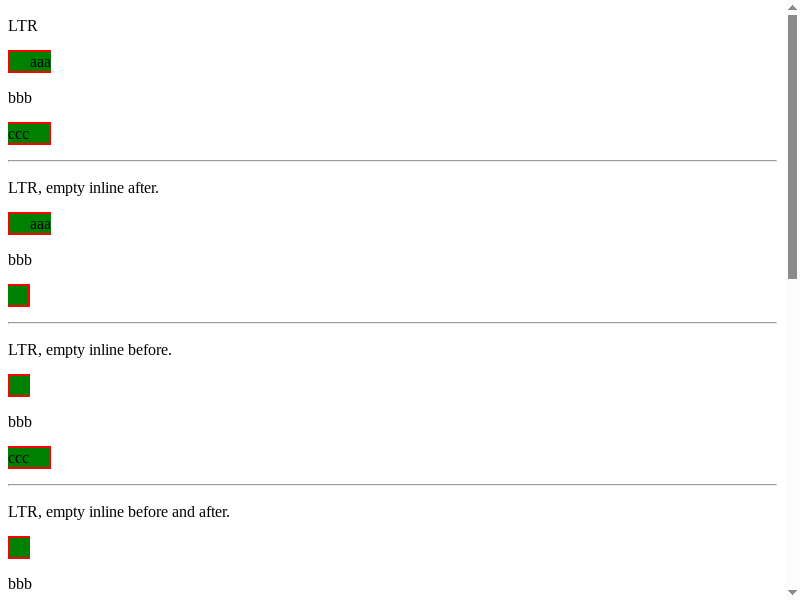 LTR
aaa
bbb
ccc
LTR, empty inline after.
aaa
bbb
LTR, empty inline before.
bbb
ccc
LTR, empty inline before and after.
bbb